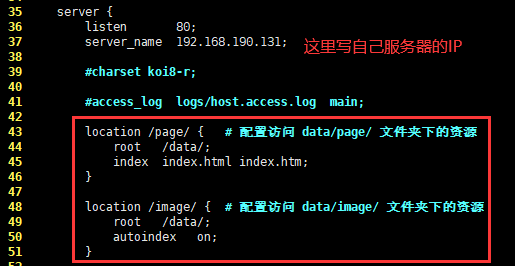 35 server {
36 listen 80;
37 server_name 192.168.190.131; 这里写自己服务器的IP
38
39 #charset koi8-r;
40
41 #access_log logs/host.access.log main;
42
43 location /page/ { # 配置访问 data/page/ 文件夹下的资源
44 root /data/;
45 index index.html index.htm;
46 }
47
48 location /image/ { # 配置访问 data/image/ 文件夹下的资源
49 root /data/;
50 autoindex on;
51 }